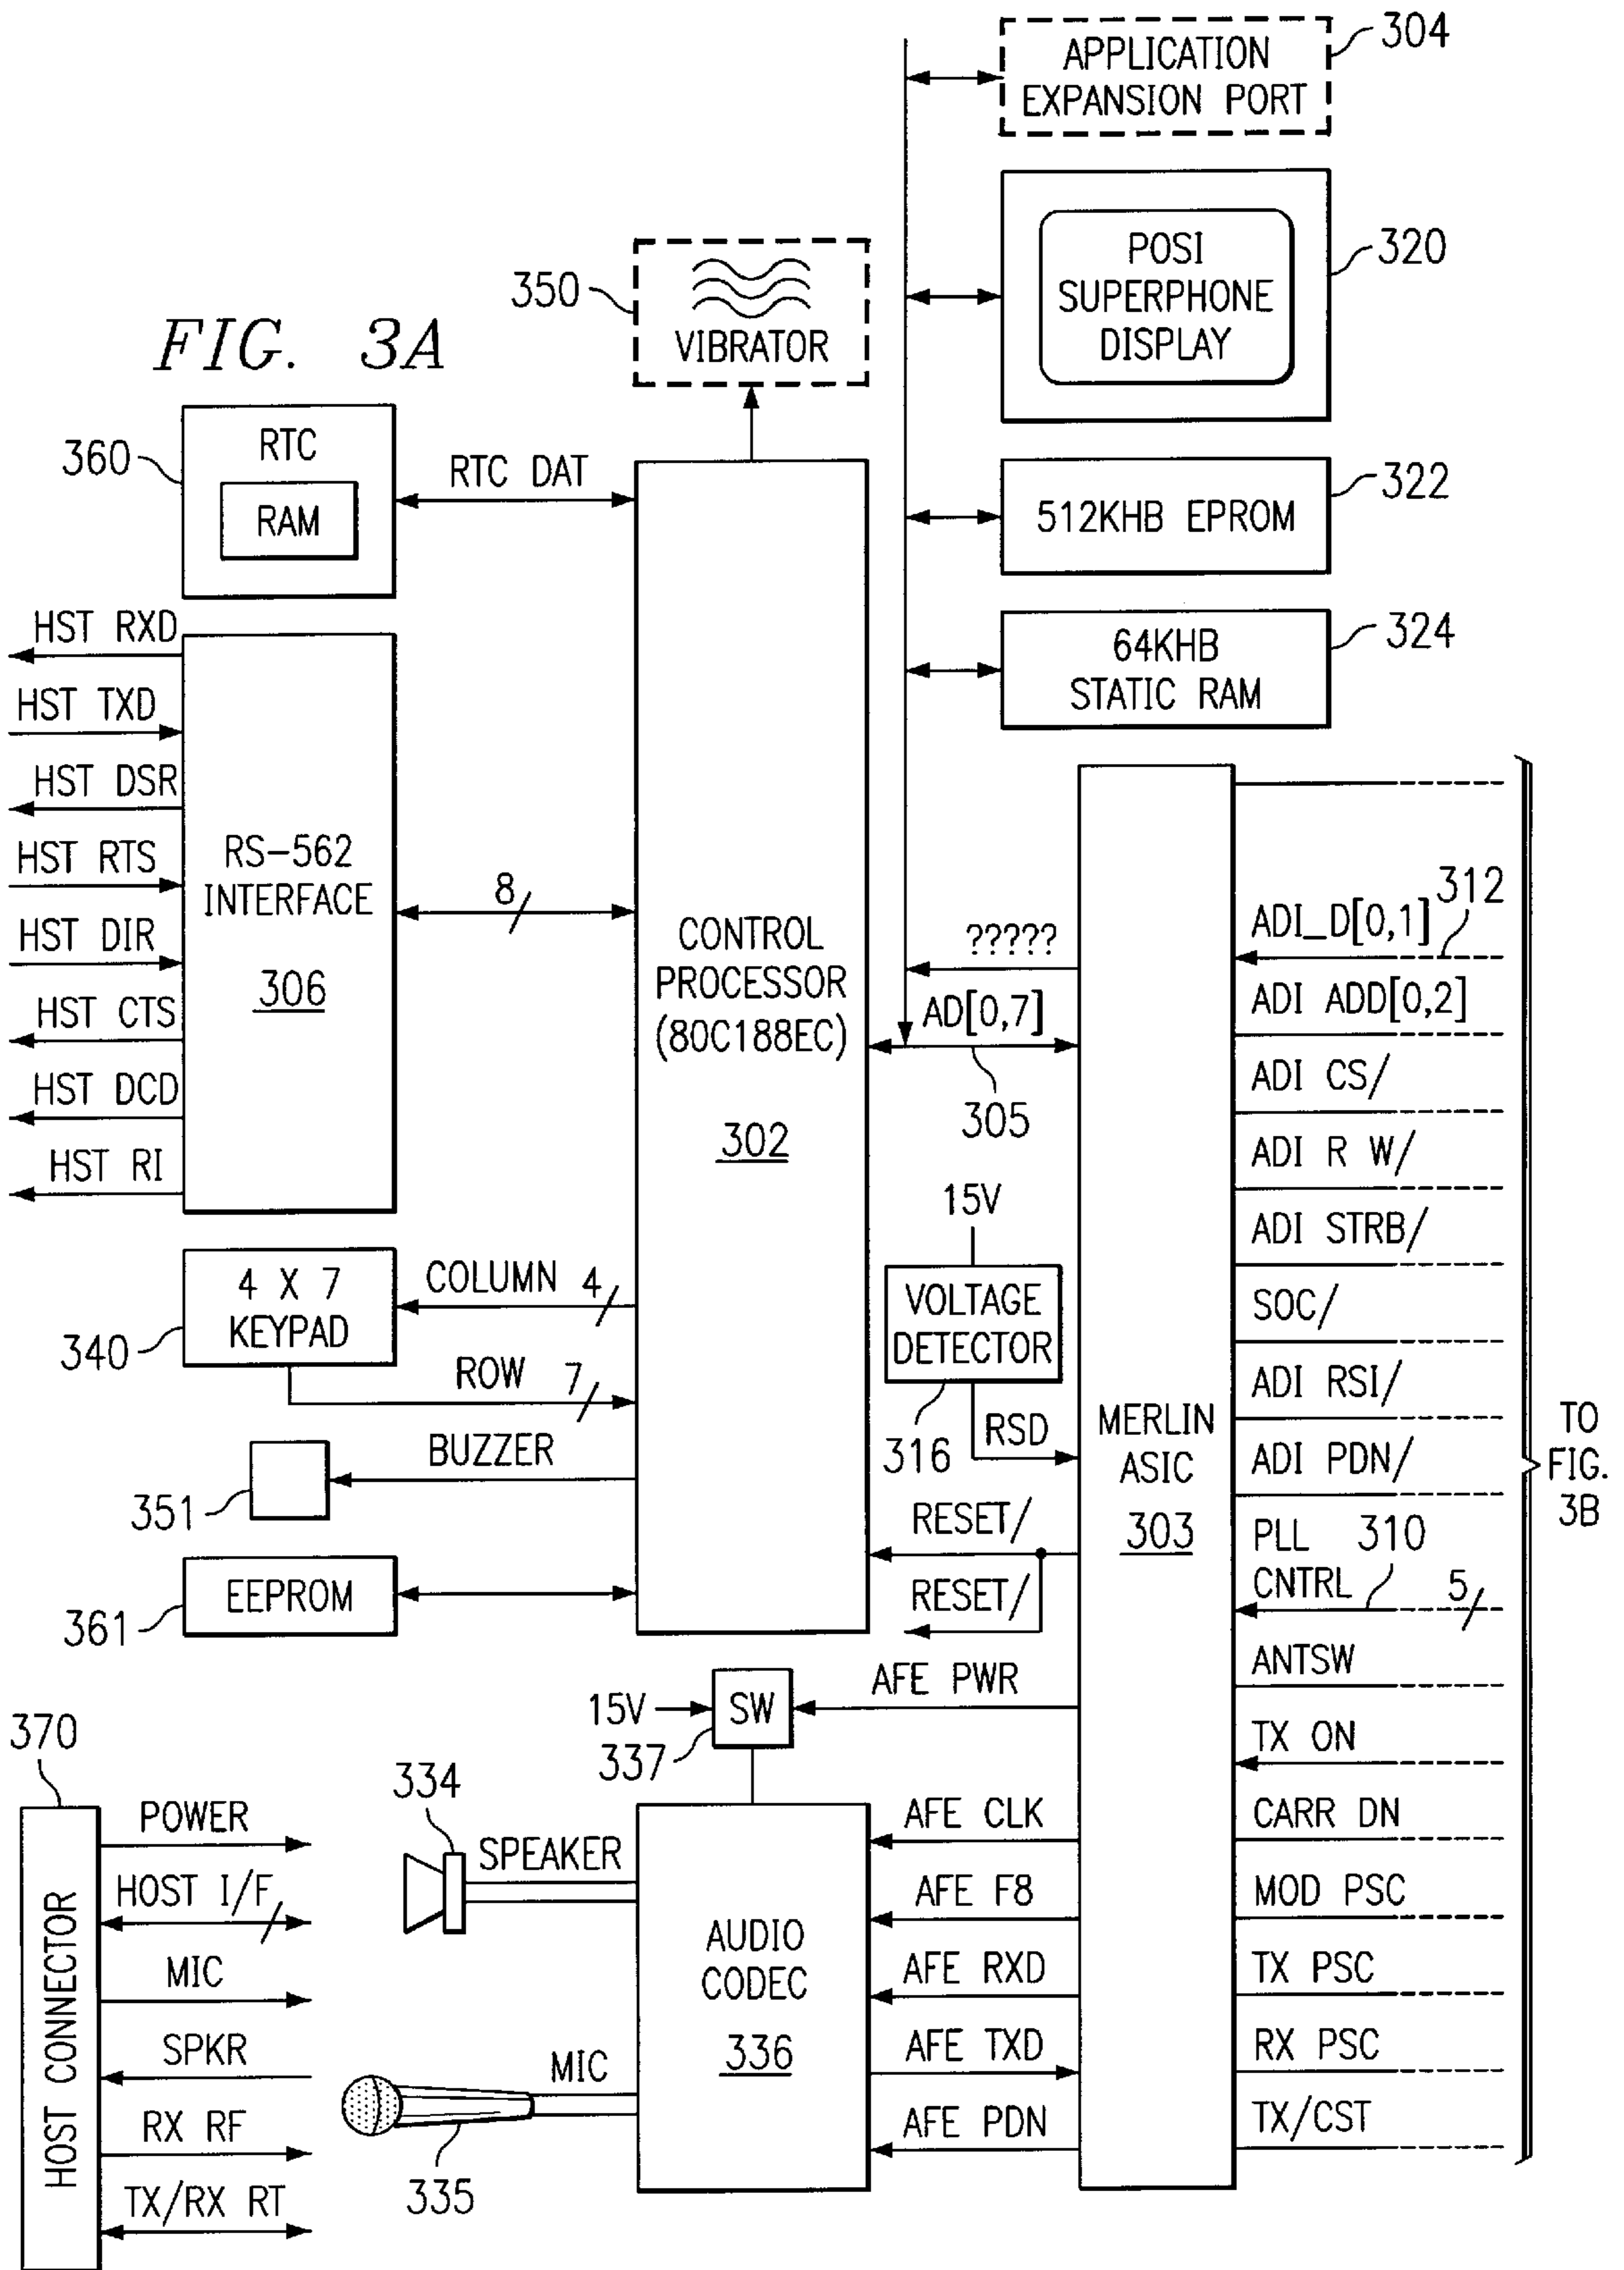 FIG. 3A
APPLICATION
EXPANSION PORT
304
POSI
SUPERPHONE
DISPLAY
320
350
VIBRATOR
360
RTC
RAM
RTC DAT
512KHB EPROM
322
64KHB
STATIC RAM
324
HST RXD
HST TXD
HST DSR
HST RTS
HST DIR
HST CTS
HST DCD
HST RI
RS-562
INTERFACE
306
8
CONTROL
PROCESSOR
(80C188EC)
302
?????
AD[0,7]
305
15V
VOLTAGE
DETECTOR
316
RSD
MERLIN
ASIC
303
ADI_D[0,1]
312
ADI ADD[0,2]
ADI CS/
ADI R W/
ADI STRB/
SOC/
ADI RSI/
ADI PDN/
PLL
CNTRL
310
5
ANTSW
TX ON
CARR DN
MOD PSC
TX PSC
RX PSC
TX/CST
TO
FIG.
3B
4 X 7
KEYPAD
340
COLUMN
4
ROW
7
BUZZER
351
EEPROM
361
RESET/
RESET/
15V
SW
337
AFE PWR
370
HOST CONNECTOR
POWER
HOST I/F
MIC
SPKR
RX RF
TX/RX RT
334
SPEAKER
MIC
335
AUDIO
CODEC
336
AFE CLK
AFE F8
AFE RXD
AFE TXD
AFE PDN